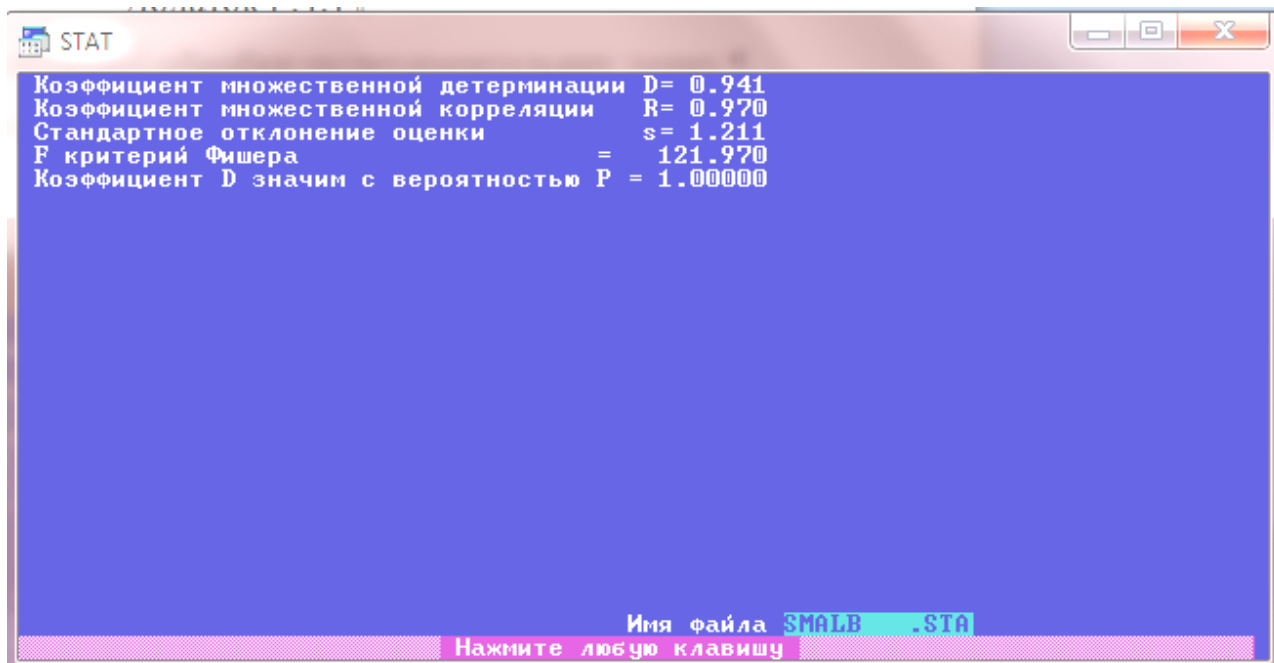 STAT
Коэффициент множественной детерминации D= 0.941
Коэффициент множественной корреляции R= 0.970
Стандартное отклонение оценки s= 1.211
F критерий Фишера = 121.970
Коэффициент D значим с вероятностью P = 1.00000
Имя файла SMALB .STA
Нажмите любую клавишу